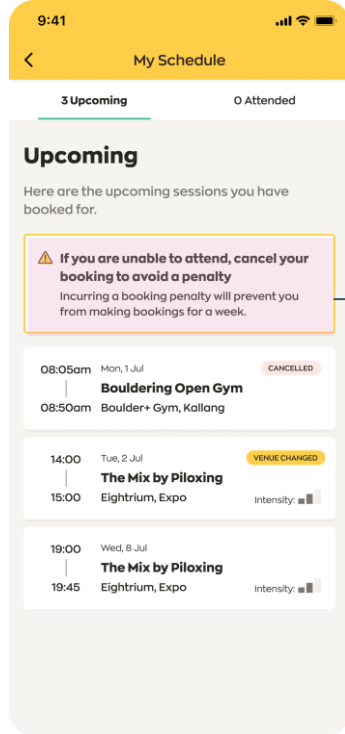 9:41
My Schedule
3 Upcoming 0 Attended
Upcoming
Here are the upcoming sessions you have
booked for.
If you are unable to attend, cancel your
booking to avoid a penalty
Incurring a booking penalty will prevent you
from making bookings for a week.
08:05am Mon, 1 Jul CANCELLED
Bouldering Open Gym
08:50am Boulder+ Gym, Kallang
14:00 Tue, 2 Jul VENUE CHANGED
The Mix by Piloxing
15:00 Eightrium, Expo Intensity:
19:00 Wed, 8 Jul
The Mix by Piloxing
19:45 Eightrium, Expo Intensity: